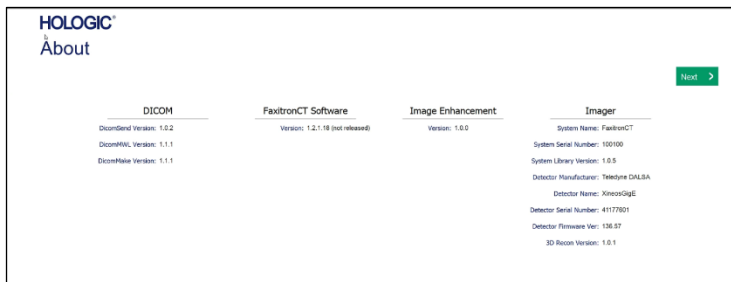 HOLOGIC®
About
Next >
DICOM
DicomSend Version: 1.0.2
DicomMWL Version: 1.1.1
DicomMake Version: 1.1.1
FaxitronCT Software
Version: 1.2.1.18 (not released)
Image Enhancement
Version: 1.0.0
Imager
System Name: FaxitronCT
System Serial Number: 100100
System Library Version: 1.0.5
Detector Manufacturer: Teledyne DALSA
Detector Name: XineosGigE
Detector Serial Number: 41177601
Detector Firmware Ver: 136.57
3D Recon Version: 1.0.1